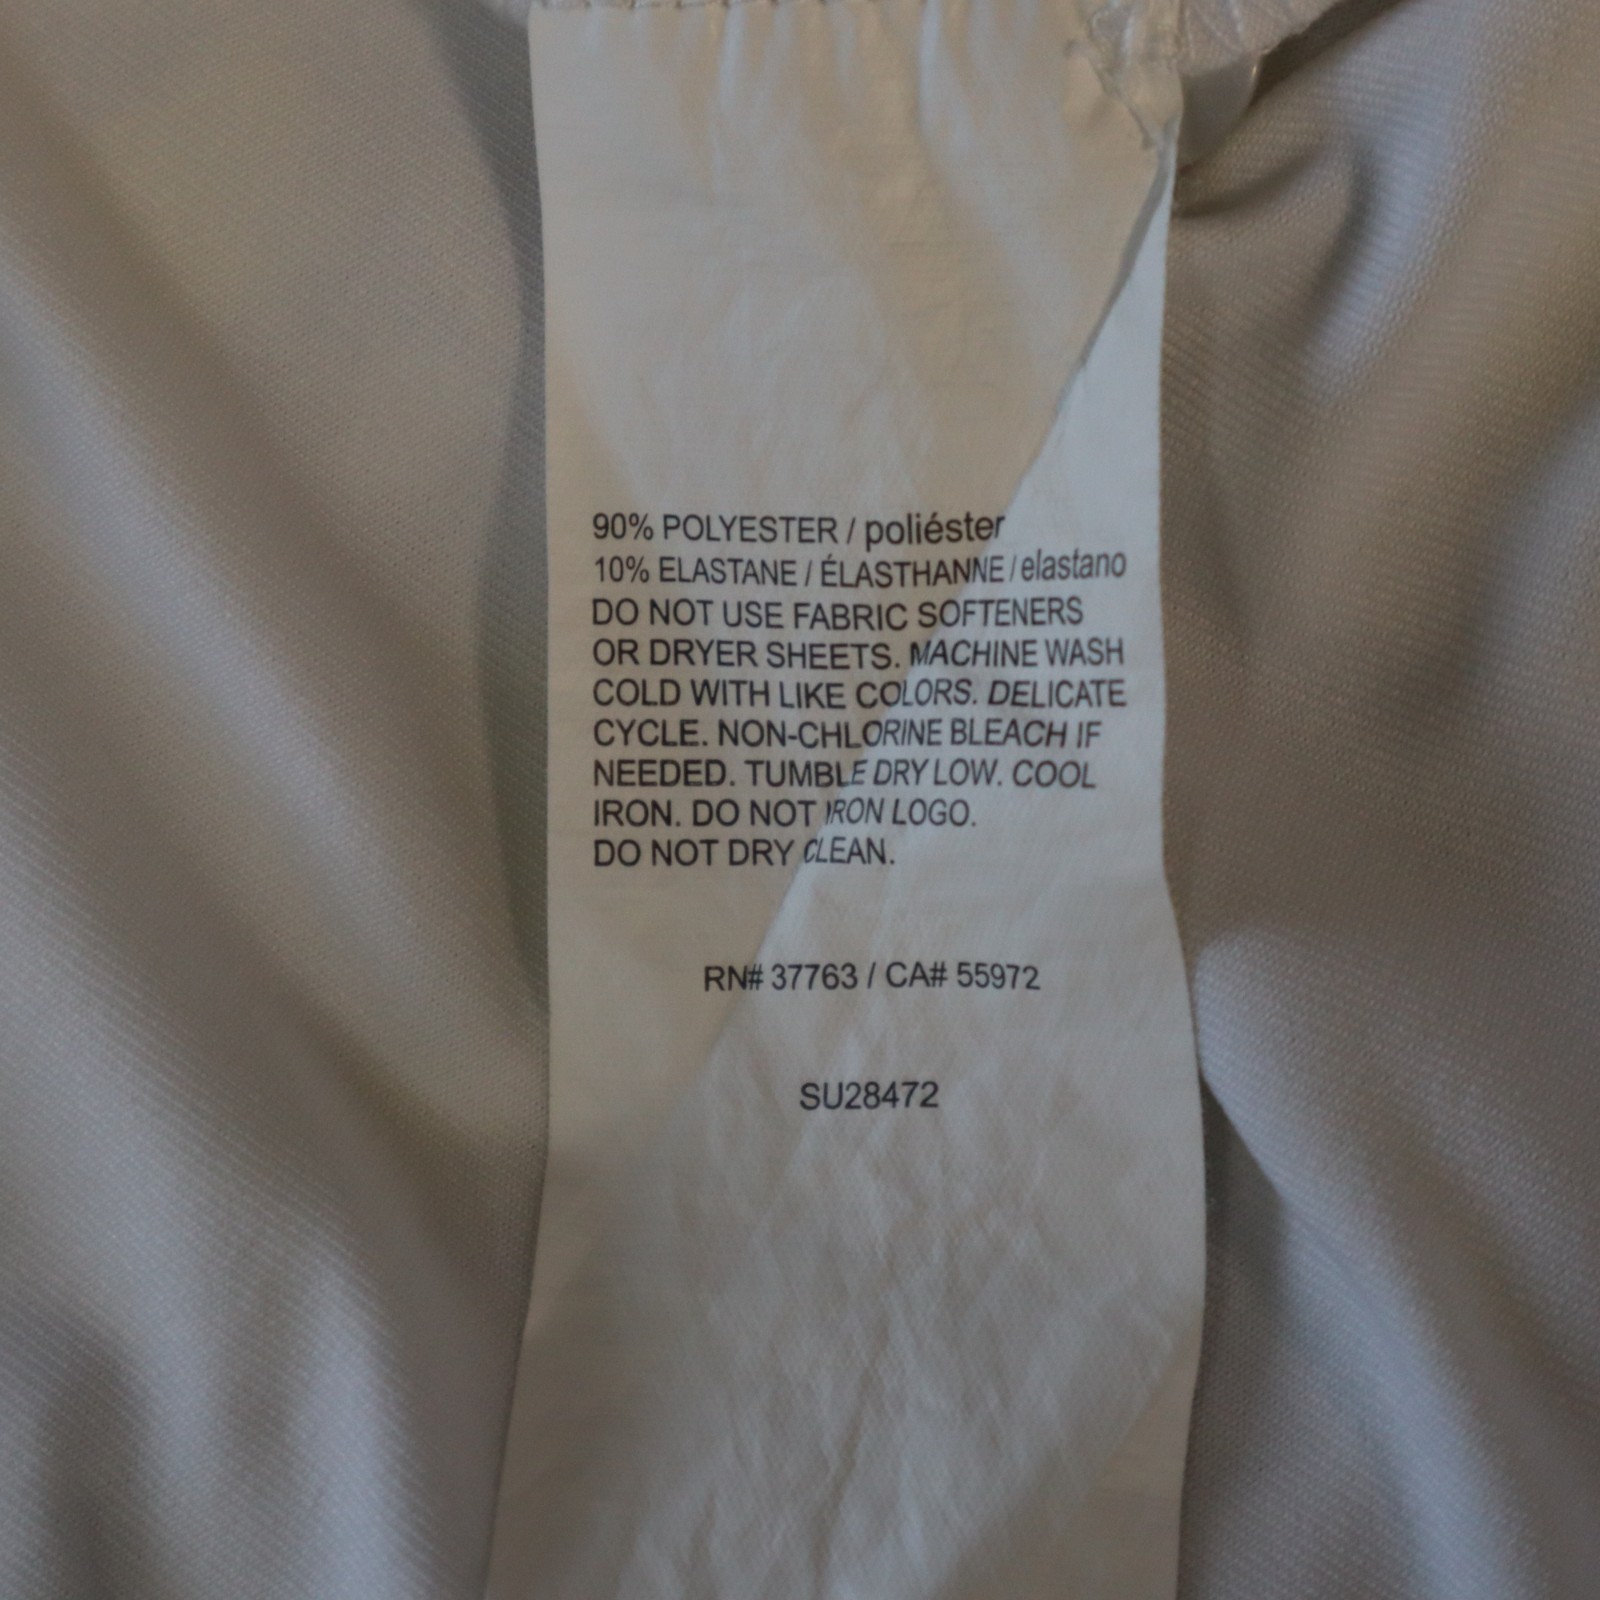 90% POLYESTER / poliéster
10% ELASTANE / ÉLASTHANNE / elastano
DO NOT USE FABRIC SOFTENERS
OR DRYER SHEETS. MACHINE WASH
COLD WITH LIKE COLORS. DELICATE
CYCLE. NON-CHLORINE BLEACH IF
NEEDED. TUMBLE DRY LOW. COOL
IRON. DO NOT IRON LOGO.
DO NOT DRY CLEAN.
RN# 37763 / CA# 55972
SU28472